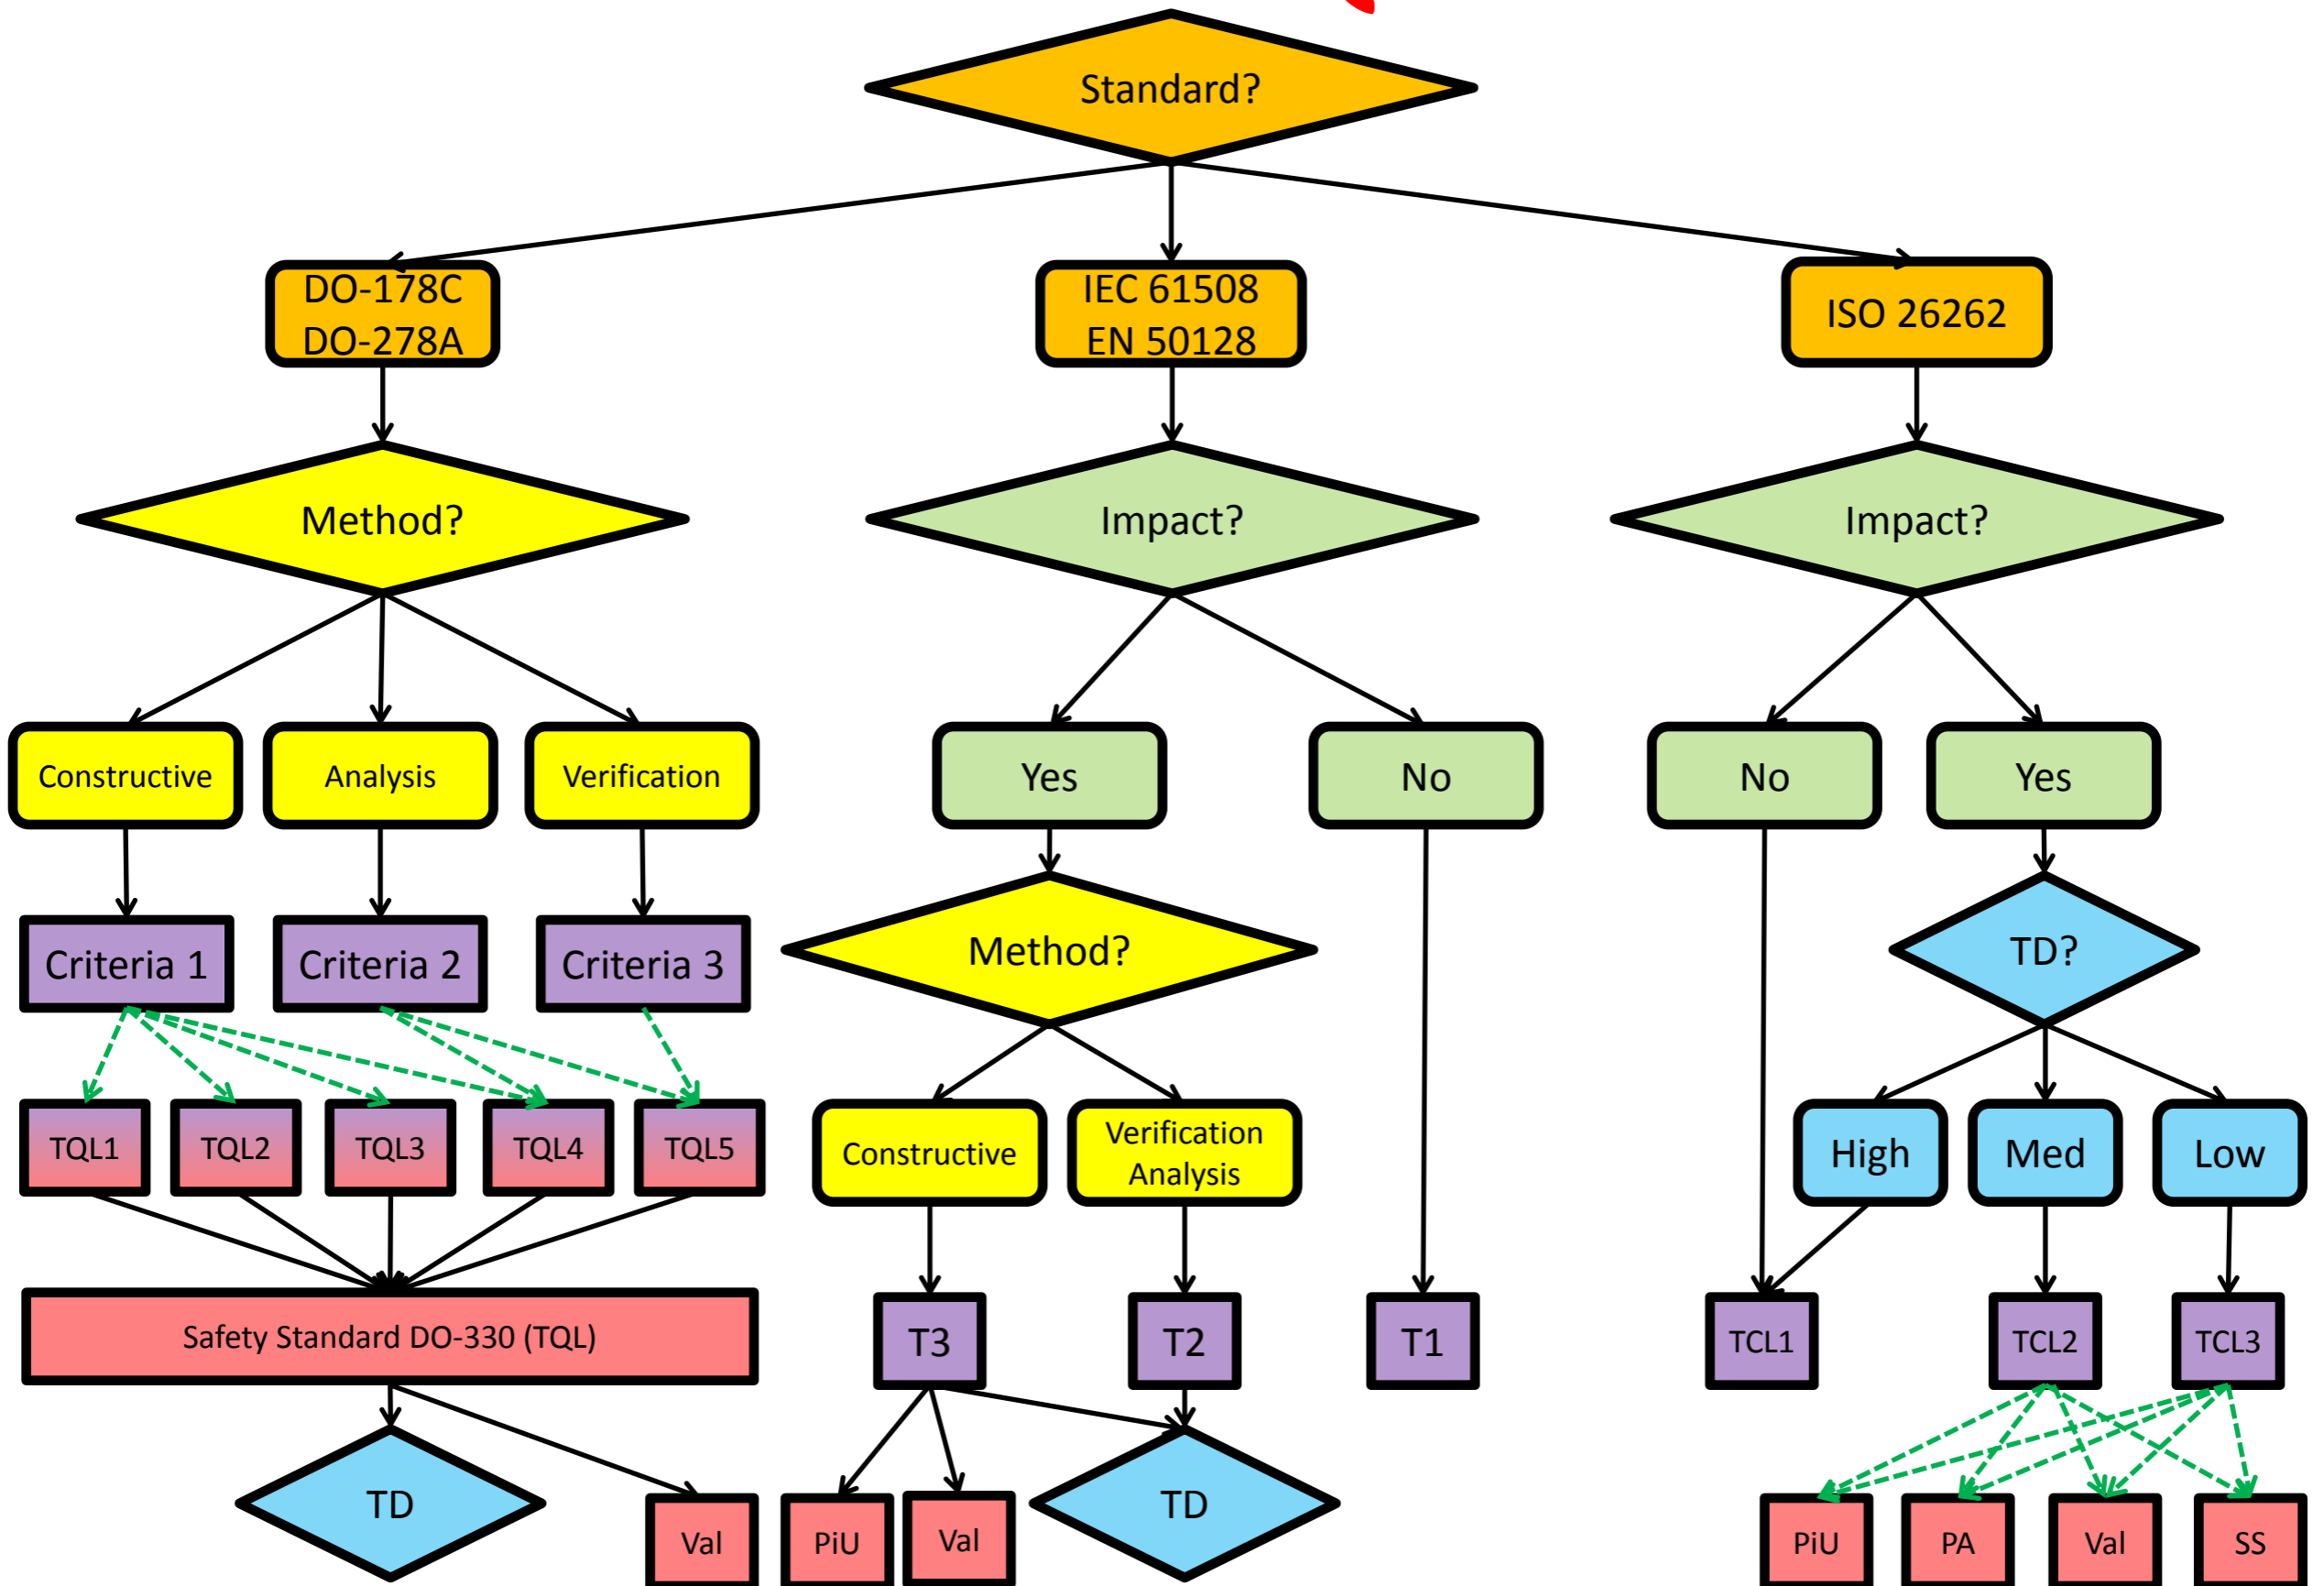 Standard?
DO-178C
DO-278A
IEC 61508
EN 50128
ISO 26262
Method?
Impact?
Impact?
Constructive
Analysis
Verification
Yes
No
No
Yes
Criteria 1
Criteria 2
Criteria 3
Method?
TD?
TQL1
TQL2
TQL3
TQL4
TQL5
Constructive
Verification
Analysis
High
Med
Low
Safety Standard DO-330 (TQL)
T3
T2
T1
TCL1
TCL2
TCL3
TD
Val
PiU
Val
TD
PiU
PA
Val
SS